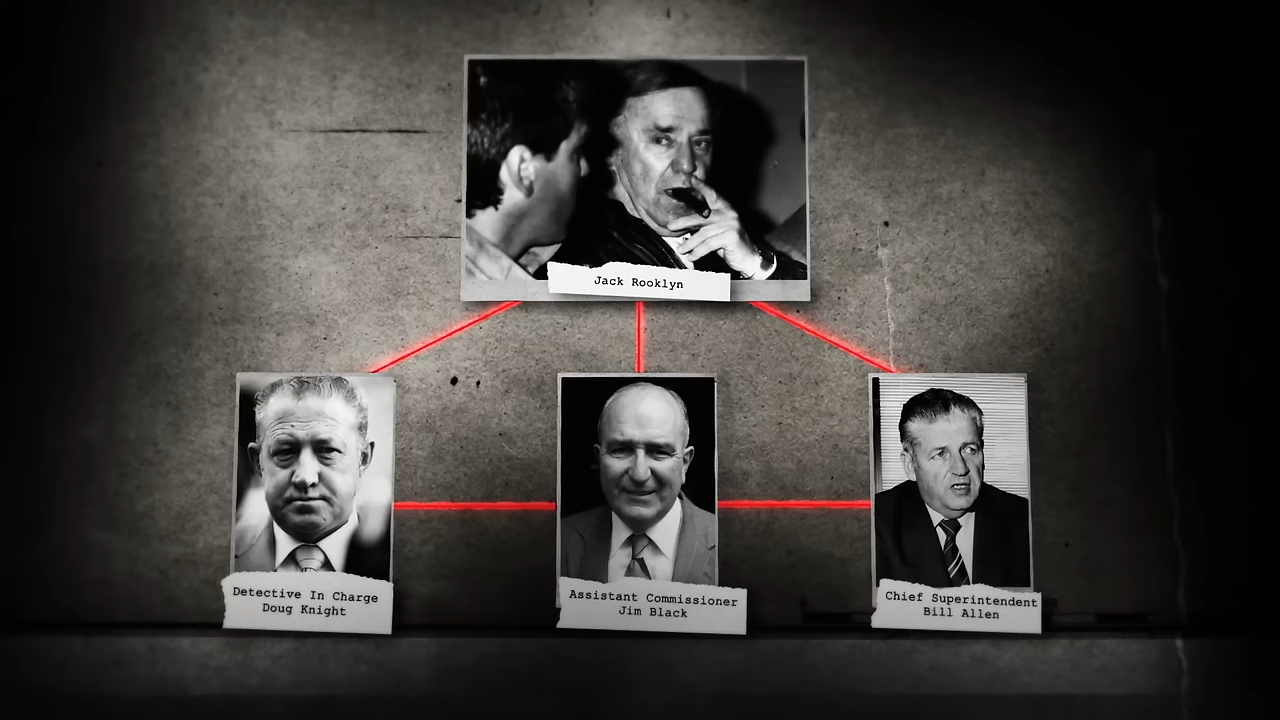 Jack Rooklyn
Detective In Charge
Doug Knight
Assistant Commissioner
Jim Black
Chief Superintendent
Bill Allen